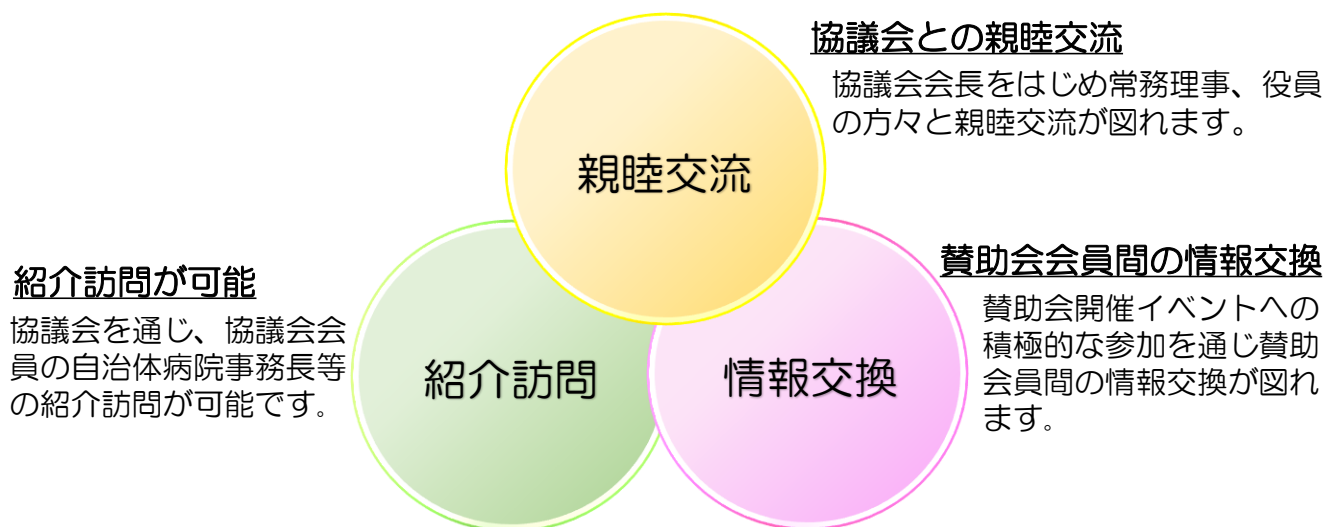 協議会との親睦交流
協議会会長をはじめ常務理事、役員
の方々と親睦交流が図れます。
親睦交流
紹介訪問が可能
協議会を通じ、協議会会
員の自治体病院事務長等
の紹介訪問が可能です.
紹介訪問
情報交換
賛助会会員間の情報交換
賛助会開催イベントへの
積極的な参加を通じ賛助
会員間の情報交換が図れ
ます.